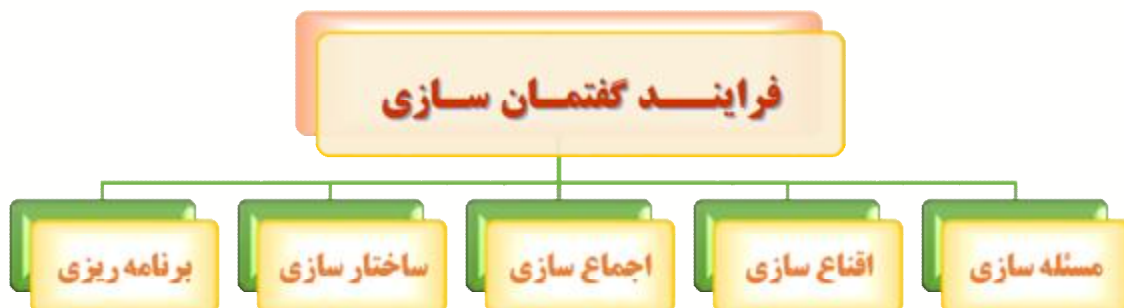 فرایند گفتمان سازی
مسئله سازی
اقناع سازی
اجماع سازی
ساختار سازی
برنامه ریزی